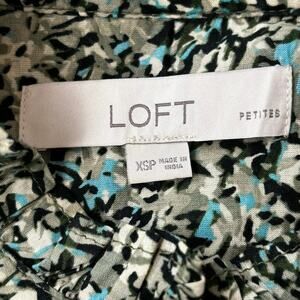 LOFT
PETITES
XSP MADE IN
INDIA